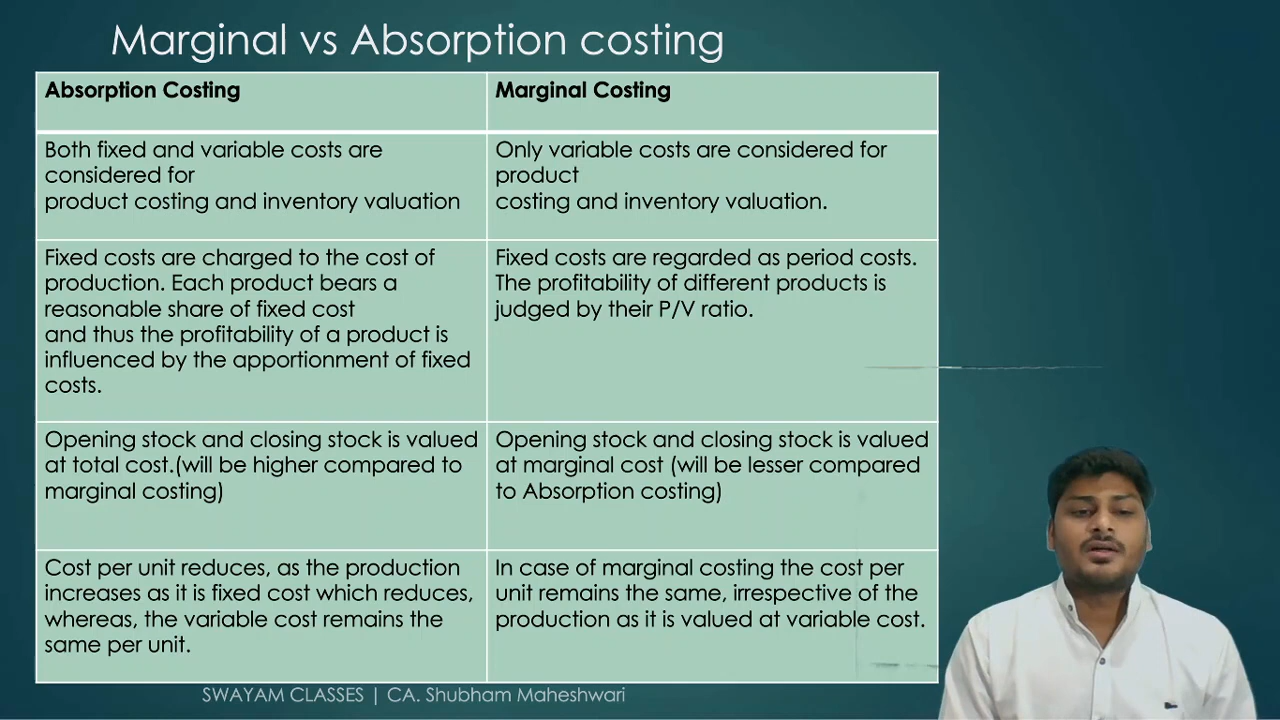 Marginal vs Absorption costing
Absorption Costing
Marginal Costing
Both fixed and variable costs are
considered for
product costing and inventory valuation
Only variable costs are considered for
product
costing and inventory valuation.
Fixed costs are charged to the cost of
production. Each product bears a
reasonable share of fixed cost
and thus the profitability of a product is
influenced by the apportionment of fixed
costs.
Fixed costs are regarded as period costs.
The profitability of different products is
judged by their P/V ratio.
Opening stock and closing stock is valued
at total cost.(will be higher compared to
marginal costing)
Opening stock and closing stock is valued
at marginal cost (will be lesser compared
to Absorption costing)
Cost per unit reduces, as the production
increases as it is fixed cost which reduces,
whereas, the variable cost remains the
same per unit.
In case of marginal costing the cost per
unit remains the same, irrespective of the
production as it is valued at variable cost.
SWAYAM CLASSES | CA. Shubham Maheshwari